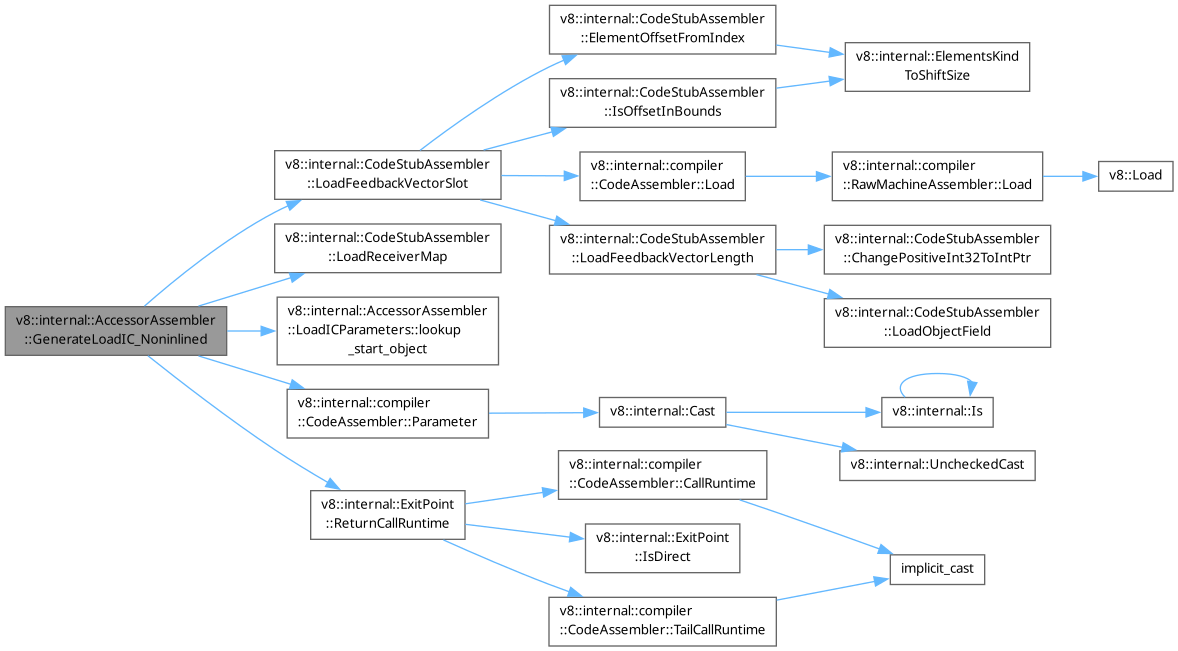 v8::internal::AccessorAssembler
::GenerateLoadIC_Noninlined
v8::internal::CodeStubAssembler
::LoadFeedbackVectorSlot
v8::internal::CodeStubAssembler
::LoadReceiverMap
v8::internal::AccessorAssembler
::LoadICParameters::lookup
_start_object
v8::internal::compiler
::CodeAssembler::Parameter
v8::internal::ExitPoint
::ReturnCallRuntime
v8::internal::CodeStubAssembler
::ElementOffsetFromIndex
v8::internal::CodeStubAssembler
::IsOffsetInBounds
v8::internal::compiler
::CodeAssembler::Load
v8::internal::CodeStubAssembler
::LoadFeedbackVectorLength
v8::internal::Cast
v8::internal::compiler
::CodeAssembler::CallRuntime
v8::internal::ExitPoint
::IsDirect
v8::internal::compiler
::CodeAssembler::TailCallRuntime
v8::internal::ElementsKind
ToShiftSize
v8::internal::compiler
::RawMachineAssembler::Load
v8::internal::CodeStubAssembler
::ChangePositiveInt32ToIntPtr
v8::internal::CodeStubAssembler
::LoadObjectField
v8::internal::Is
v8::internal::UncheckedCast
implicit_cast
v8::Load